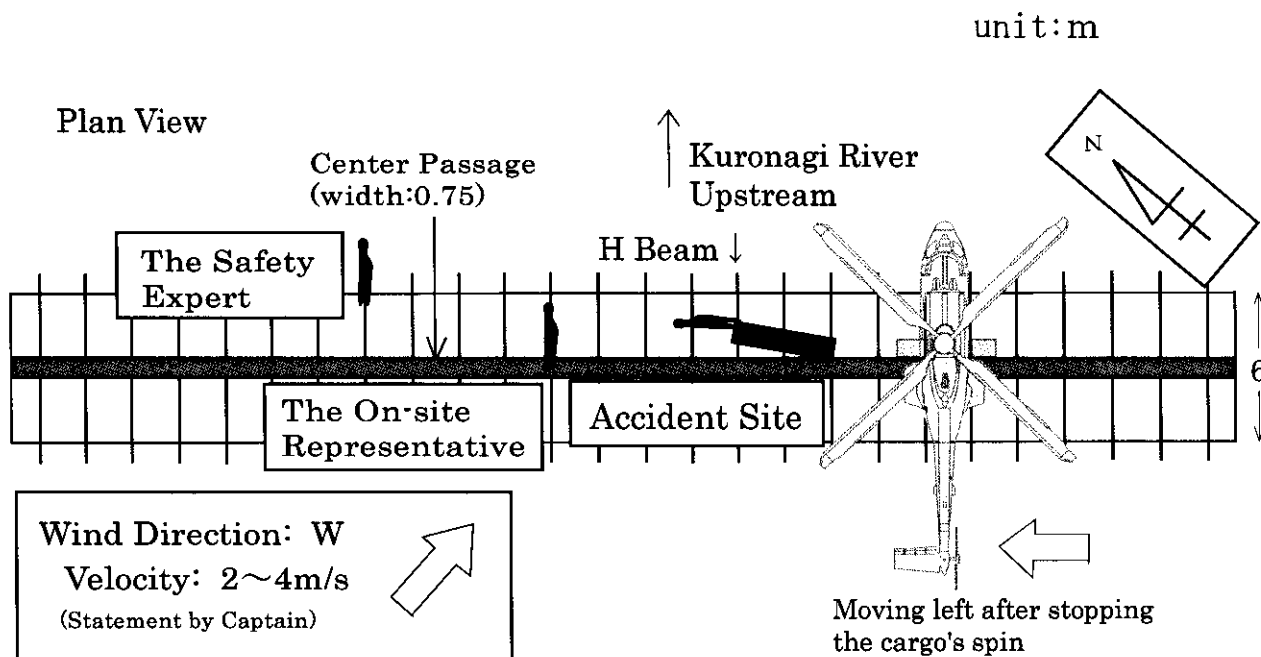 unit:m
Plan View
Center Passage
(width:0.75)
Kuronagi River
Upstream
N
H Beam ↓
The Safety
Expert
6
The On-site
Representative
Accident Site
Wind Direction: W
Velocity: 2～4m/s
(Statement by Captain)
Moving left after stopping
the cargo's spin